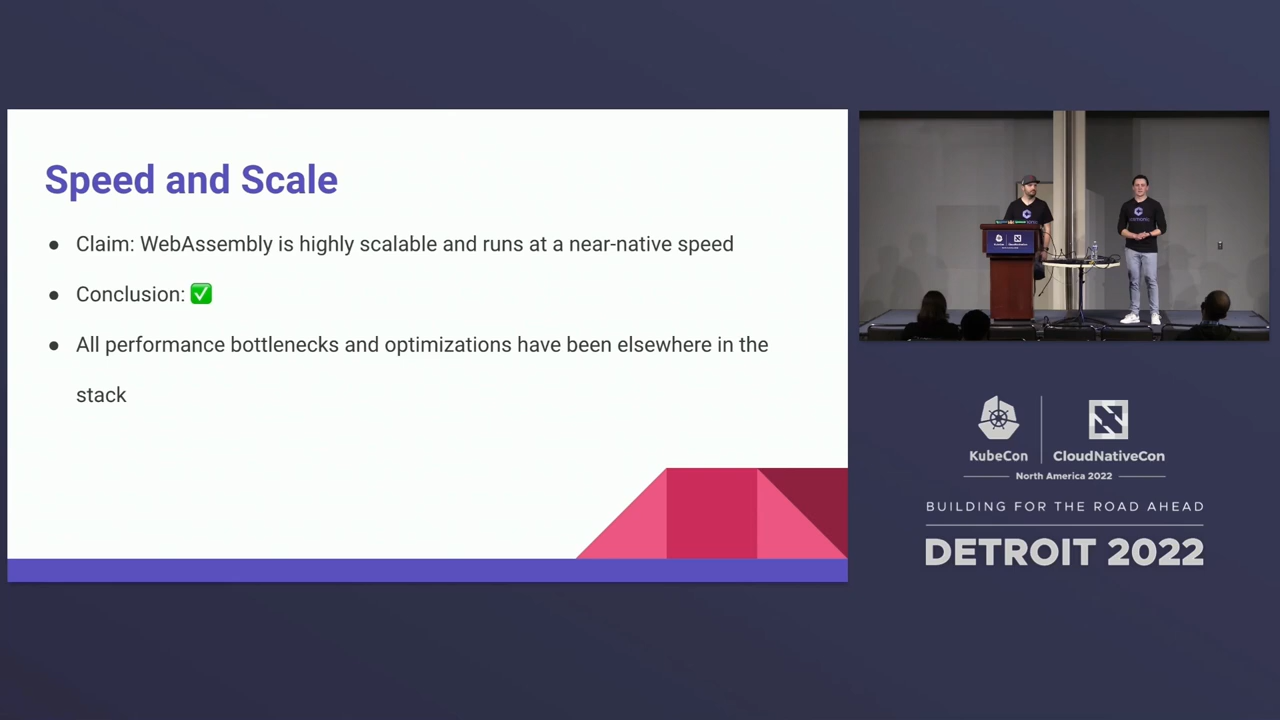 Speed and Scale
● Claim: WebAssembly is highly scalable and runs at a near-native speed
● Conclusion: ✅
● All performance bottlenecks and optimizations have been elsewhere in the
stack
KubeCon
CloudNativeCon
North America 2022
BUILDING FOR THE ROAD AHEAD
DETROIT 2022